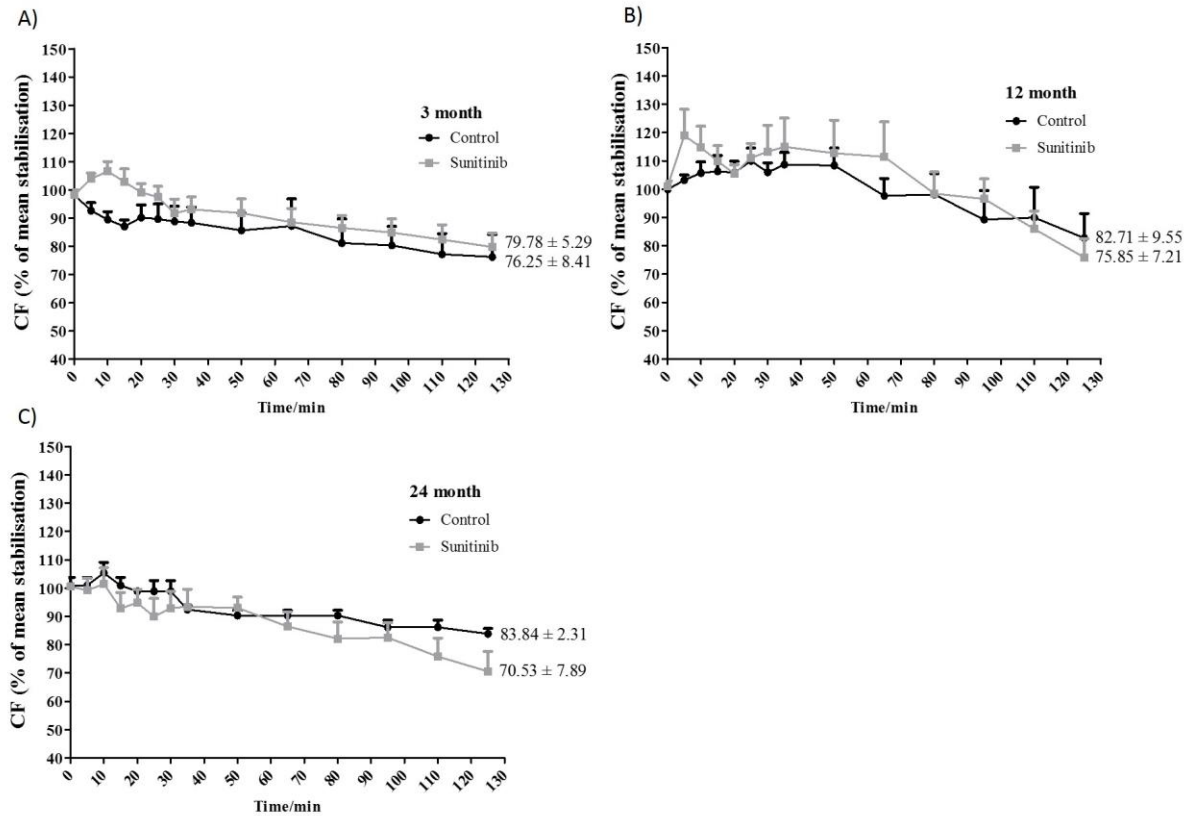 A)
CF (% of mean stabilisation)
150
140
130
120
110
100
90
80
70
60
50
40
3 month
Control
Sunitinib
79.78 ± 5.29
76.25 ± 8.41
0 10 20 30 40 50 60 70 80 90 100 110 120 130
Time/min
B)
CF (% of mean stabilisation)
150
140
130
120
110
100
90
80
70
60
50
40
12 month
Control
Sunitinib
82.71 ± 9.55
75.85 ± 7.21
0 10 20 30 40 50 60 70 80 90 100 110 120 130
Time/min
C)
CF (% of mean stabilisation)
150
140
130
120
110
100
90
80
70
60
50
40
24 month
Control
Sunitinib
83.84 ± 2.31
70.53 ± 7.89
0 10 20 30 40 50 60 70 80 90 100 110 120 130
Time/min